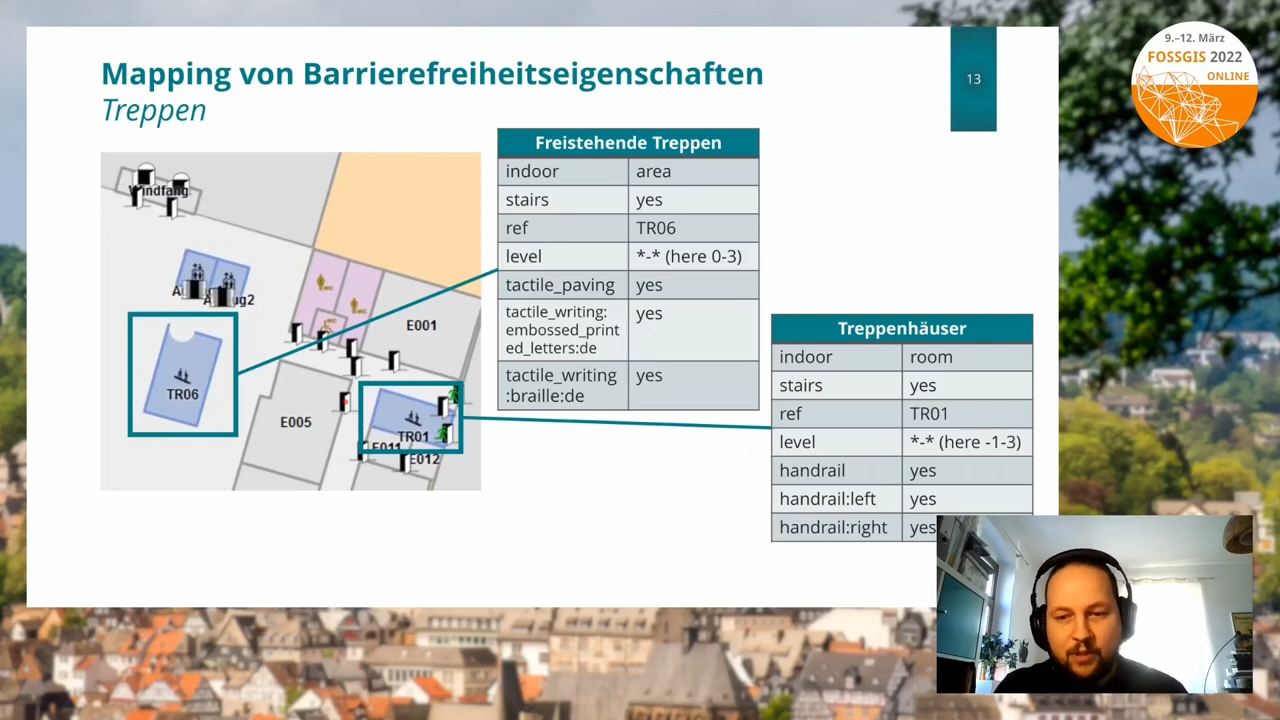 9.–12. März
FOSSGIS 2022
ONLINE
Mapping von Barrierefreiheitseigenschaften
Treppen
13
Windfang
TR06
E001
E005
TR01
E011
E012
Freistehende Treppen
indoor area
stairs yes
ref TR06
level *-* (here 0-3)
tactile_paving yes
tactile_writing: yes
embossed_print
ed_letters:de
tactile_writing yes
:braille:de
Treppenhäuser
indoor room
stairs yes
ref TR01
level *-* (here -1-3)
handrail yes
handrail:left yes
handrail:right yes